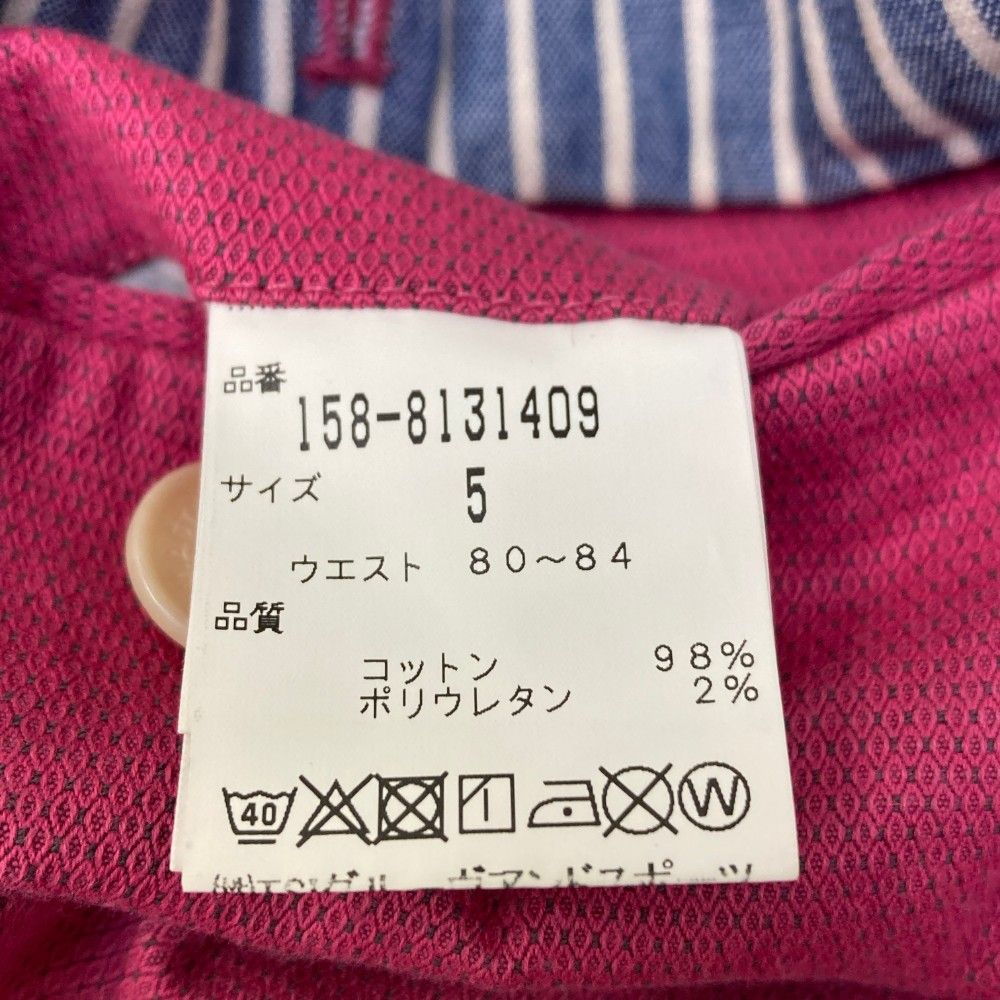 品番
158-8131409
サイズ 5
ウエスト 80〜84
品質
コットン 98%
ポリウレタン 2%
40 W